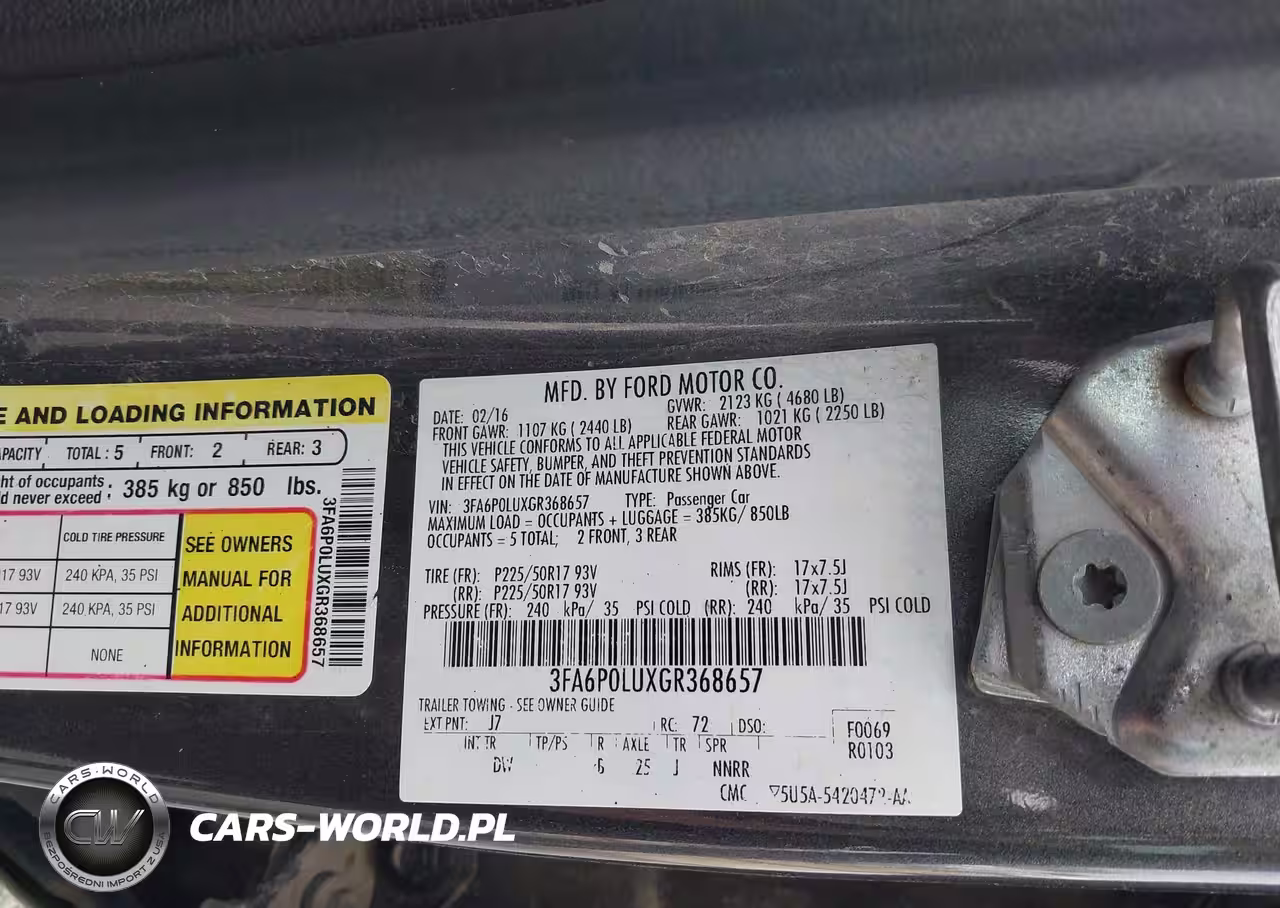 E AND LOADING INFORMATION
APACITY TOTAL : 5 FRONT: 2 REAR: 3
ht of occupants
ld never exceed : 385 kg or 850 lbs.
COLD TIRE PRESSURE
17 93V 240 KPA, 35 PSI
17 93V 240 KPA, 35 PSI
NONE
SEE OWNERS
MANUAL FOR
ADDITIONAL
INFORMATION
3FA6P0LUXGR368657
MFD. BY FORD MOTOR CO.
DATE: 02/16 GVWR: 2123 KG ( 4680 LB)
FRONT GAWR: 1107 KG ( 2440 LB) REAR GAWR: 1021 KG ( 2250 LB)
THIS VEHICLE CONFORMS TO ALL APPLICABLE FEDERAL MOTOR
VEHICLE SAFETY, BUMPER, AND THEFT PREVENTION STANDARDS
IN EFFECT ON THE DATE OF MANUFACTURE SHOWN ABOVE.
VIN: 3FA6P0LUXGR368657 TYPE: Passenger Car
MAXIMUM LOAD = OCCUPANTS + LUGGAGE = 385KG/ 850LB
OCCUPANTS = 5 TOTAL; 2 FRONT, 3 REAR
TIRE (FR): P225/50R17 93V RIMS (FR): 17x7.5J
(RR): P225/50R17 93V (RR): 17x7.5J
PRESSURE (FR): 240 kPa/ 35 PSI COLD (RR): 240 kPa/ 35 PSI COLD
3FA6P0LUXGR368657
TRAILER TOWING - SEE OWNER GUIDE
EXT PNT: J7 RC: 72 DSO: F0069
R0103
INT TR TP/PS R AXLE TR SPR
DW 6 25 J NNRR
CMC 5U5A-5420472-AA
CARS-WORLD
CW
BEZPOŚREDNI IMPORT Z USA
CARS-WORLD.PL